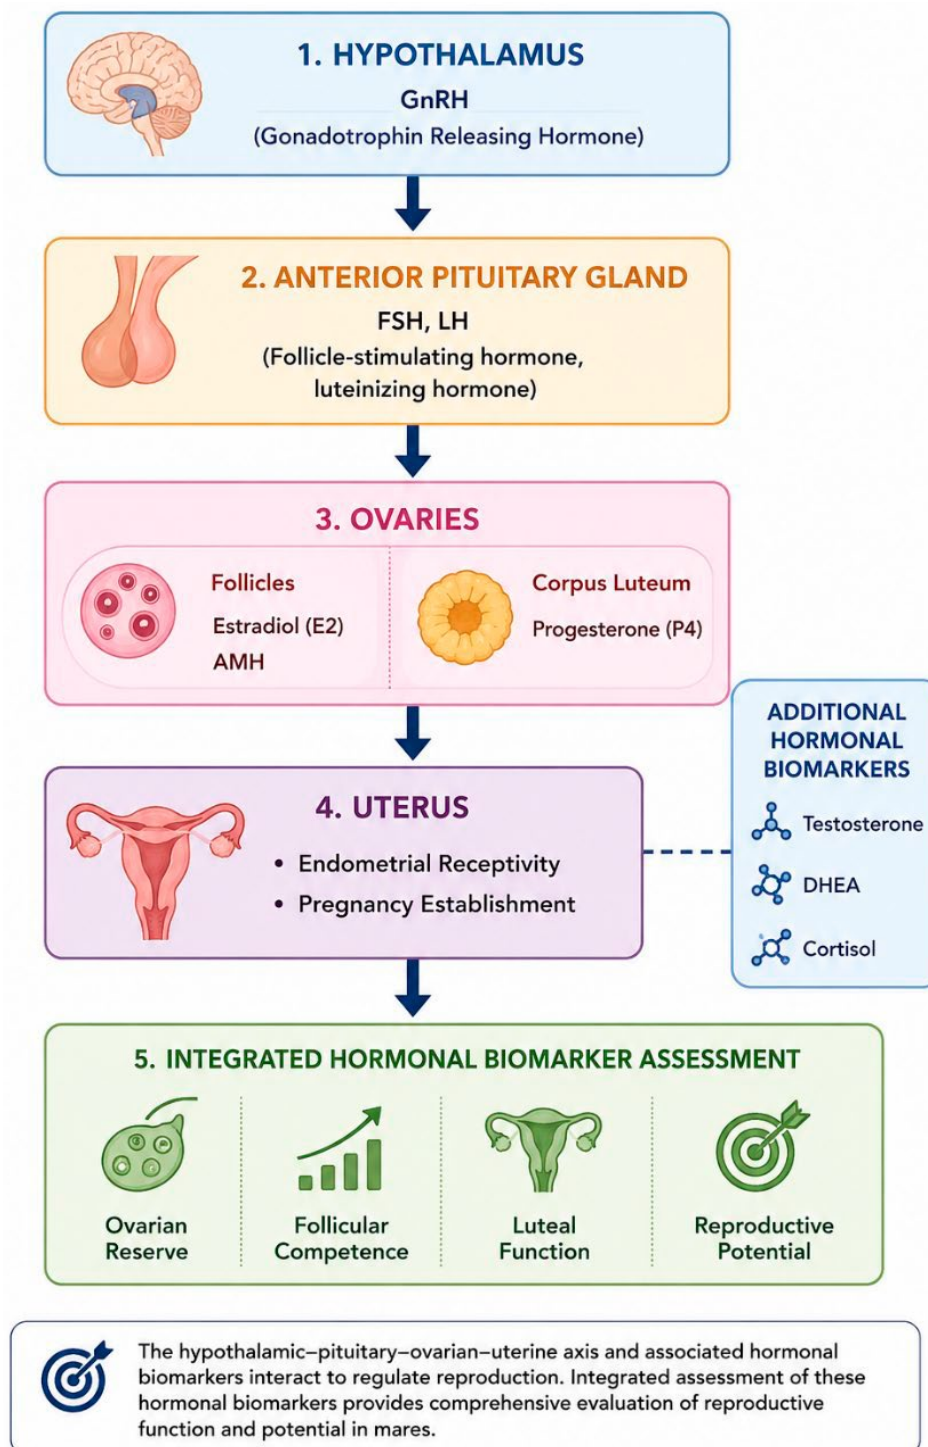 1. HYPOTHALAMUS
GnRH
(Gonadotrophin Releasing Hormone)
2. ANTERIOR PITUITARY GLAND
FSH, LH
(Follicle-stimulating hormone,
luteinizing hormone)
3. OVARIES
Follicles
Estradiol (E2)
AMH
Corpus Luteum
Progesterone (P4)
4. UTERUS
• Endometrial Receptivity
• Pregnancy Establishment
ADDITIONAL
HORMONAL
BIOMARKERS
Testosterone
DHEA
Cortisol
5. INTEGRATED HORMONAL BIOMARKER ASSESSMENT
Ovarian
Reserve
Follicular
Competence
Luteal
Function
Reproductive
Potential
The hypothalamic–pituitary–ovarian–uterine axis and associated hormonal
biomarkers interact to regulate reproduction. Integrated assessment of these
hormonal biomarkers provides comprehensive evaluation of reproductive
function and potential in mares.